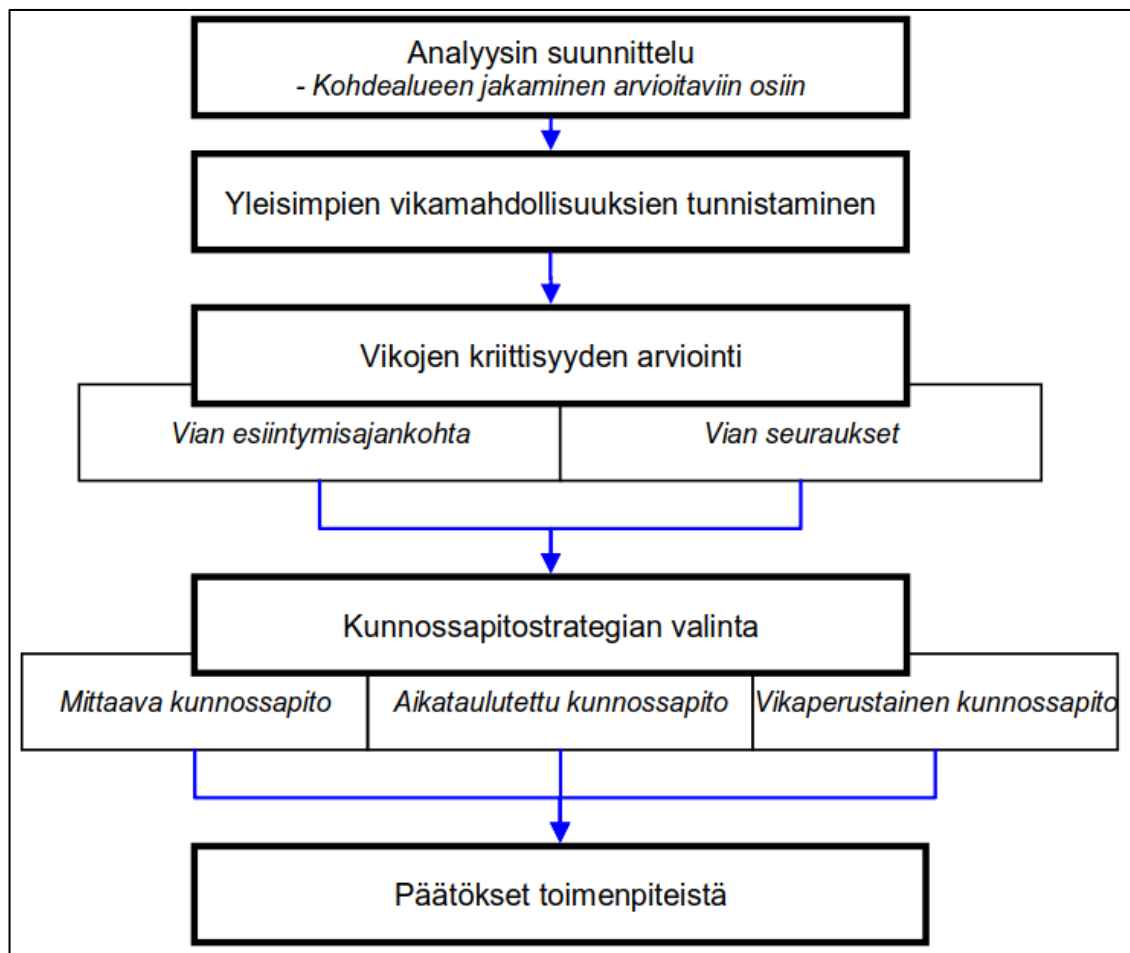 Analyysin suunnittelu
- Kohdealueen jakaminen arvioitaviin osiin
Yleisimpien vikamahdollisuuksien tunnistaminen
Vikojen kriittisyyden arviointi
Vian esiintymisajankohta
Vian seuraukset
Kunnossapitostrategian valinta
Mittaava kunnossapito
Aikataulutettu kunnossapito
Vikaperustainen kunnossapito
Päätökset toimenpiteistä